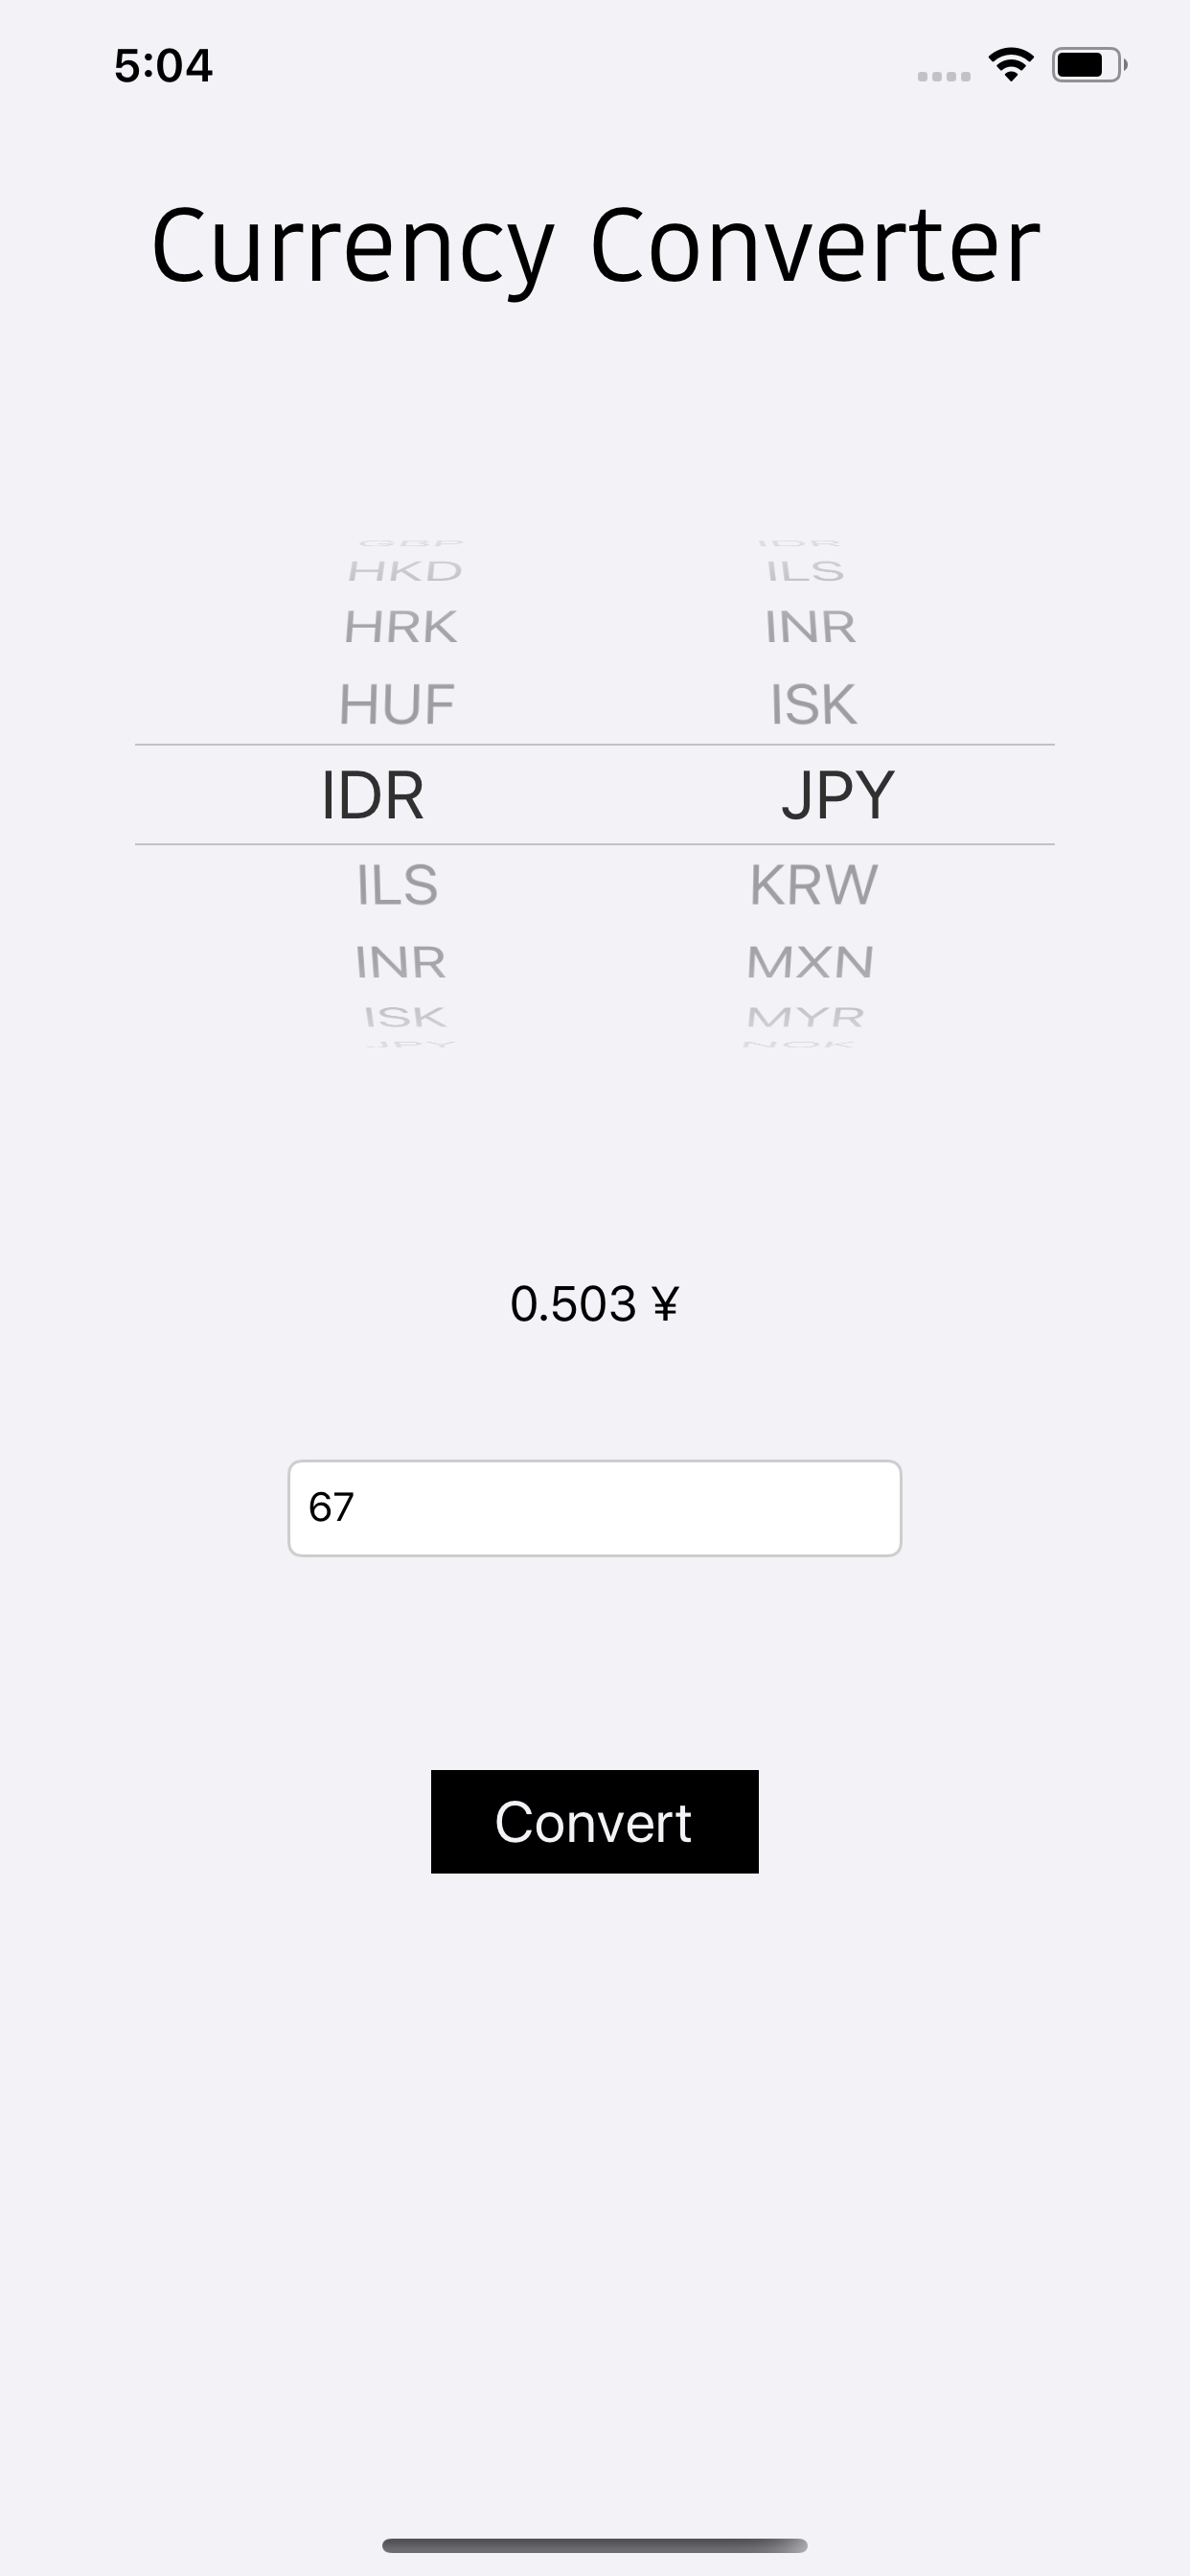 5:04
Currency Converter
GBP IDR
HKD ILS
HRK INR
HUF ISK
IDR JPY
ILS KRW
INR MXN
ISK MYR
JPY NOK
0.503 ¥
67
Convert